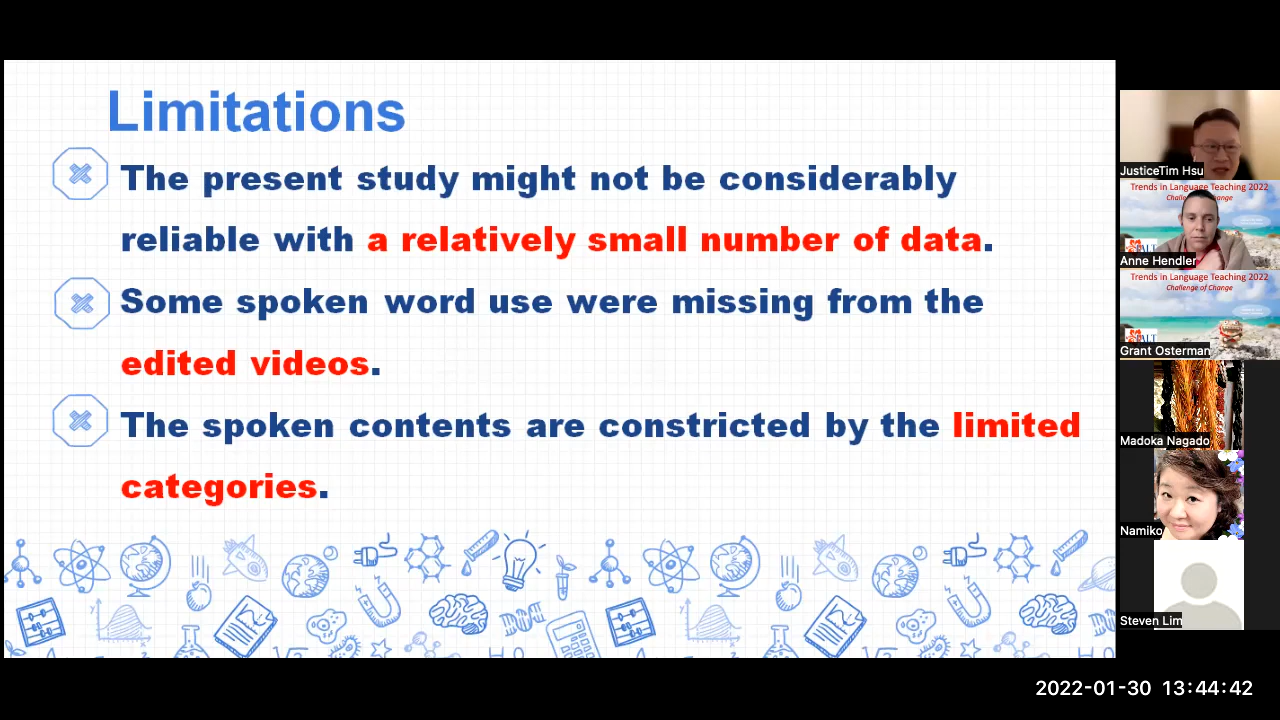 Limitations
The present study might not be considerably
reliable with a relatively small number of data.
Some spoken word use were missing from the
edited videos.
The spoken contents are constricted by the limited
categories.
JusticeTim Hsu
Trends in Language Teaching 2022
Anne Hendler
Trends in Language Teaching 2022
Challenge of Change
Grant Osterman
Madoka Nagado
Namiko
Steven Lim
2022-01-30 13:44:42